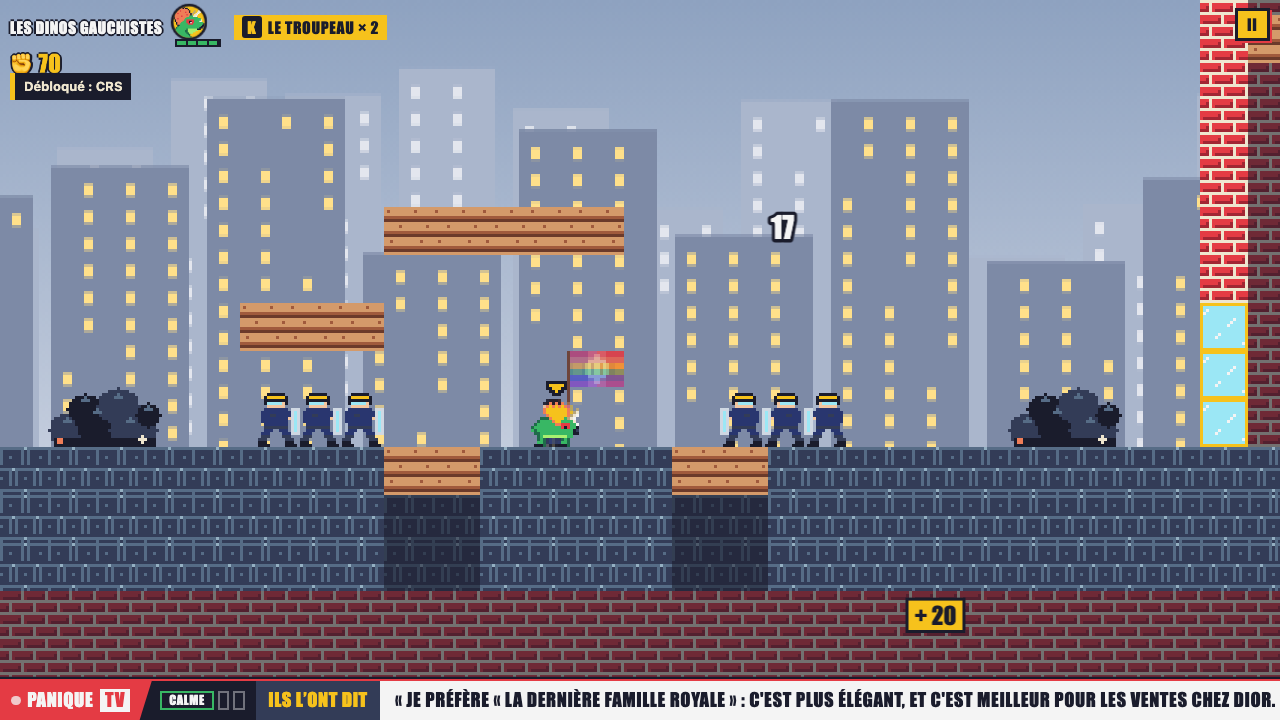 LES DINOS GAUCHISTES
K LE TROUPEAU × 2
70
Débloqué : CRS
17
+ 20
PANIQUE TV
CALME
ILS L'ONT DIT
« JE PRÉFÈRE « LA DERNIÈRE FAMILLE ROYALE » : C'EST PLUS ÉLÉGANT, ET C'EST MEILLEUR POUR LES VENTES CHEZ DIOR.